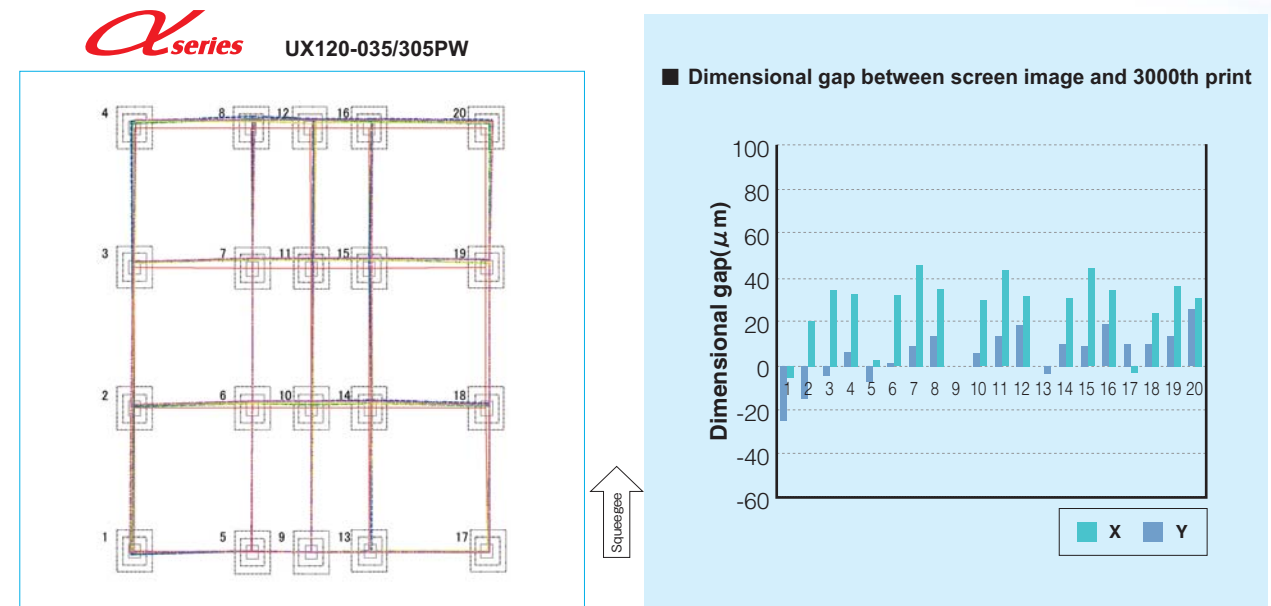 α series UX120-035/305PW
4 8 12 16 20
3 7 11 15 19
2 6 10 14 18
1 5 9 13 17
Squeegee
■ Dimensional gap between screen image and 3000th print
Dimensional gap(μm)
100
80
60
40
20
0
-20
-40
-60
1 2 3 4 5 6 7 8 9 10 11 12 13 14 15 16 17 18 19 20
X Y